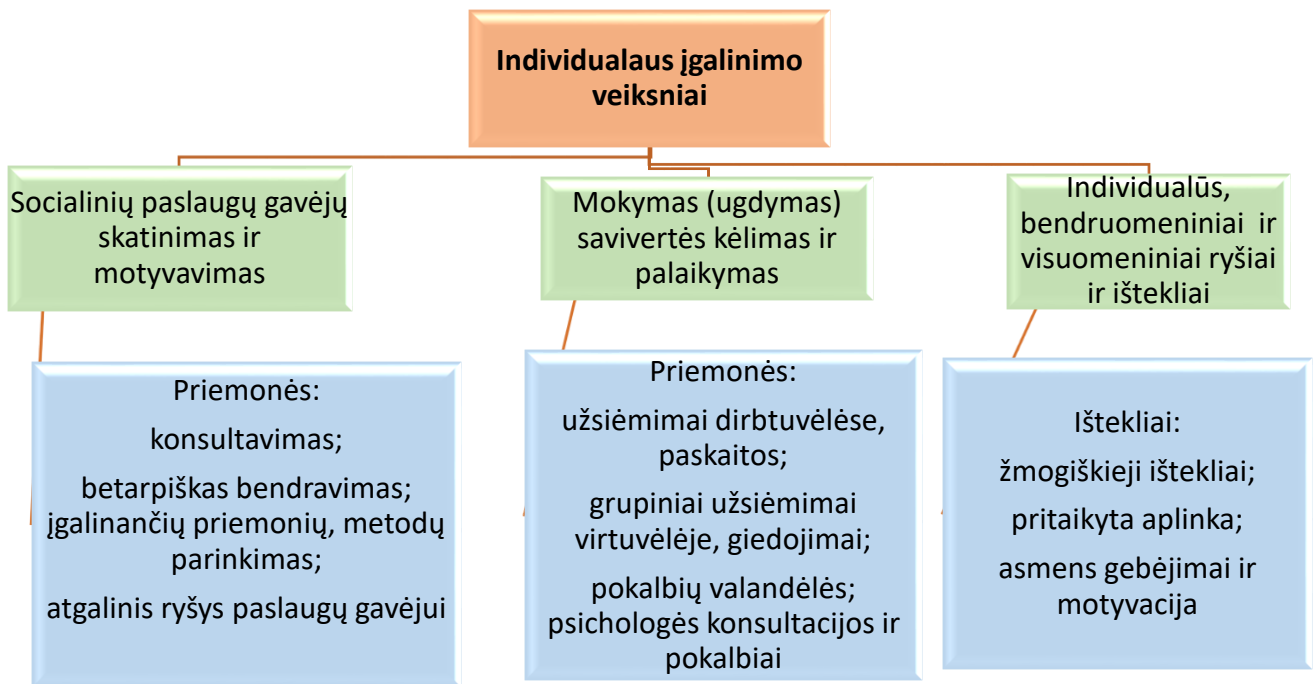 Individualaus įgalinimo
veiksniai
Socialinių paslaugų gavėjų
skatinimas ir
motyvavimas
Priemonės:
konsultavimas;
betarpiškas bendravimas;
įgalinančių priemonių, metodų
parinkimas;
atgalinis ryšys paslaugų gavėjui
Mokymas (ugdymas)
savivertės kėlimas ir
palaikymas
Priemonės:
užsiėmimai dirbtuvėlėse,
paskaitos;
grupiniai užsiėmimai
virtuvėlėje, giedojimai;
pokalbių valandėlės;
psichologės konsultacijos ir
pokalbiai
Individualūs,
bendruomeniniai ir
visuomeniniai ryšiai
ir ištekliai
Ištekliai:
žmogiškieji ištekliai;
pritaikyta aplinka;
asmens gebėjimai ir
motyvacija